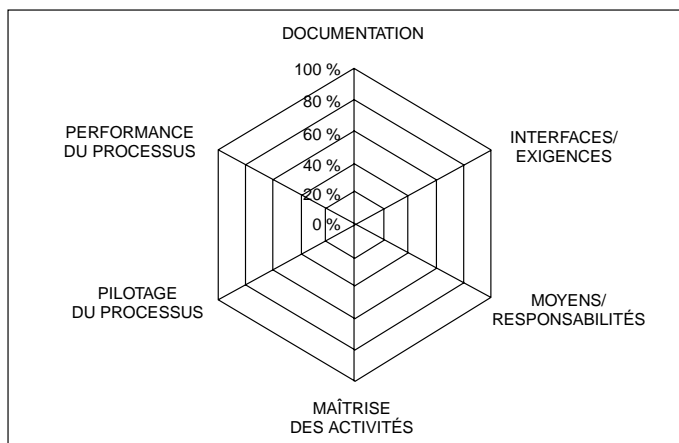 DOCUMENTATION
100 %
80 %
60 %
40 %
20 %
0 %
PERFORMANCE
DU PROCESSUS
INTERFACES/
EXIGENCES
PILOTAGE
DU PROCESSUS
MOYENS/
RESPONSABILITÉS
MAÎTRISE
DES ACTIVITÉS